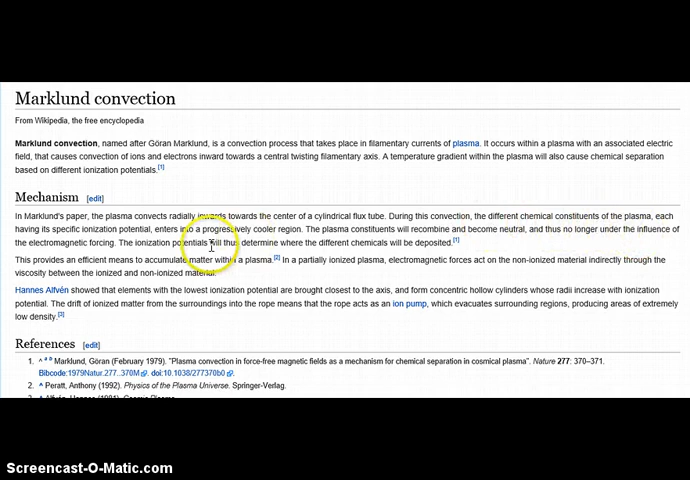 Marklund convection
From Wikipedia, the free encyclopedia
Marklund convection, named after Göran Marklund, is a convection process that takes place in filamentary currents of plasma. It occurs within a plasma with an associated electric
field, that causes convection of ions and electrons inward towards a central twisting filamentary axis. A temperature gradient within the plasma will also cause chemical separation
based on different ionization potentials.[1]
Mechanism [edit]
In Marklund's paper, the plasma convects radially inwards towards the center of a cylindrical flux tube. During this convection, the different chemical constituents of the plasma, each
having its specific ionization potential, enters into a progressively cooler region. The plasma constituents will recombine and become neutral, and thus no longer under the influence of
the electromagnetic forcing. The ionization potentials will thus determine where the different chemicals will be deposited.[1]
This provides an efficient means to accumulate matter within a plasma.[2] In a partially ionized plasma, electromagnetic forces act on the non-ionized material indirectly through the
viscosity between the ionized and non-ionized material.
Hannes Alfvén showed that elements with the lowest ionization potential are brought closest to the axis, and form concentric hollow cylinders whose radii increase with ionization
potential. The drift of ionized matter from the surroundings into the rope means that the rope acts as an ion pump, which evacuates surrounding regions, producing areas of extremely
low density.[3]
References [edit]
1. ^ a b Marklund, Göran (February 1979). "Plasma convection in force-free magnetic fields as a mechanism for chemical separation in cosmical plasma". Nature 277: 370–371.
Bibcode:1979Natur.277..370M. doi:10.1038/277370b0.
2. ^ Peratt, Anthony (1992). Physics of the Plasma Universe. Springer-Verlag.
Screencast-O-Matic.com